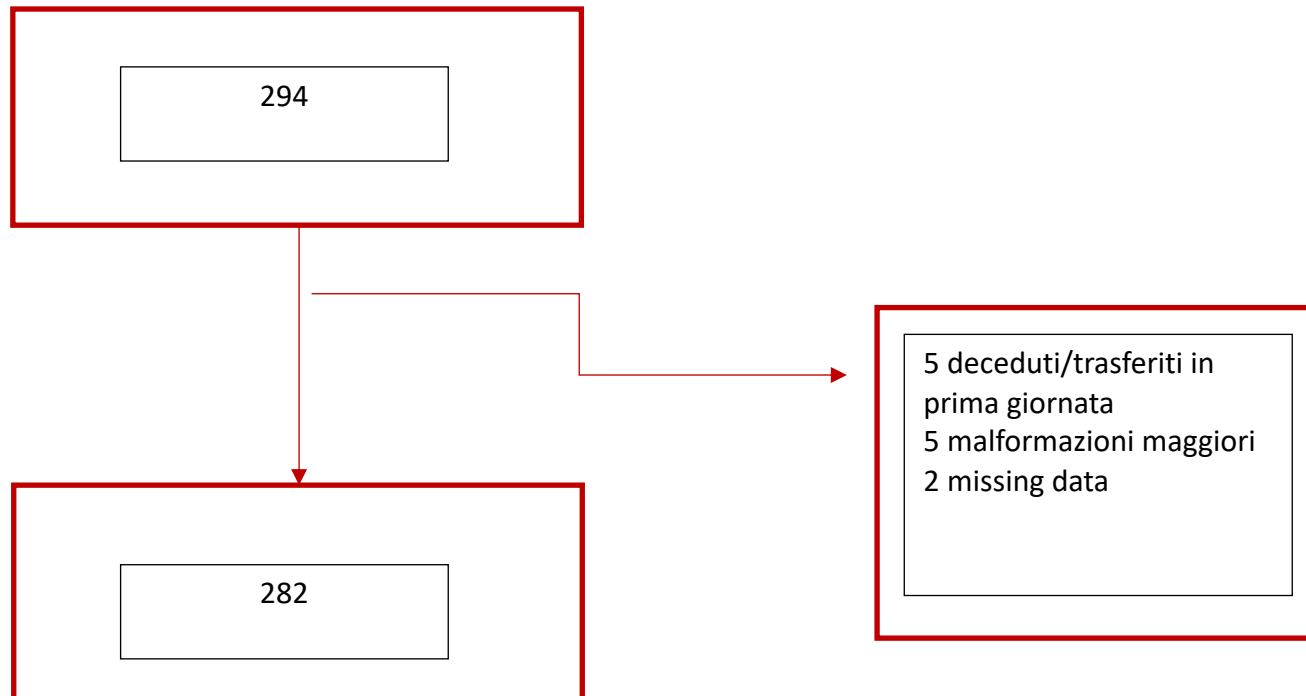 294
5 deceduti/trasferiti in
prima giornata
5 malformazioni maggiori
2 missing data
282